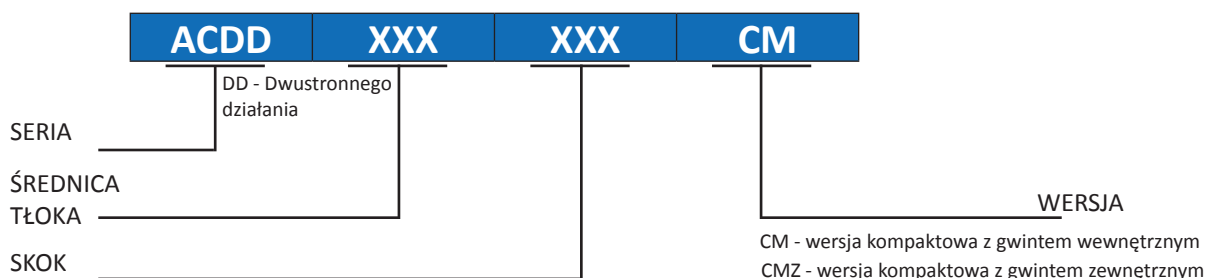 ACDD XXX XXX CM
DD - Dwustronnego
działania
SERIA
ŚREDNICA
TŁOKA
SKOK
WERSJA
CM - wersja kompaktowa z gwintem wewnętrznym
CMZ - wersja kompaktowa z gwintem zewnętrznym